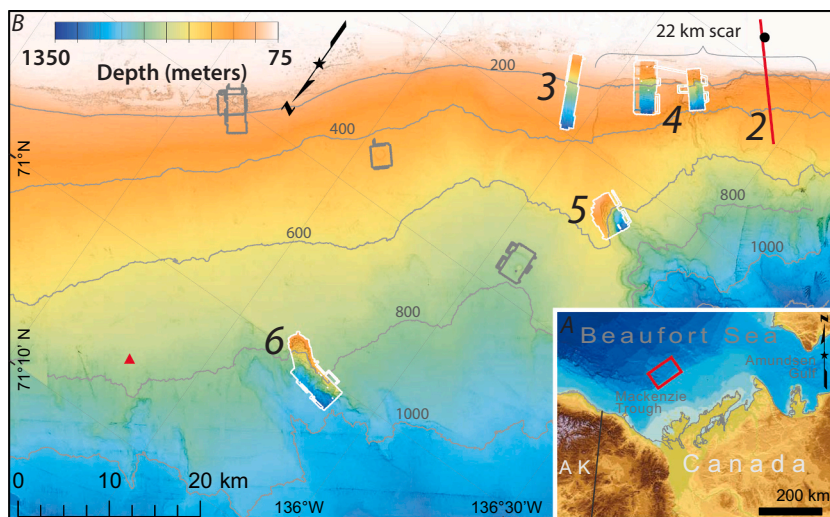 B
1350 75
Depth (meters)
N
22 km scar
200
3
4
2
400
71°
5
800
600
1000
800
6
71°10' N
1000
0 10 20 km
136°W
136°30' W
A
N
Beaufort Sea
Amundsen
Gulf
Mackenzie
Trough
AK
Canada
200 km